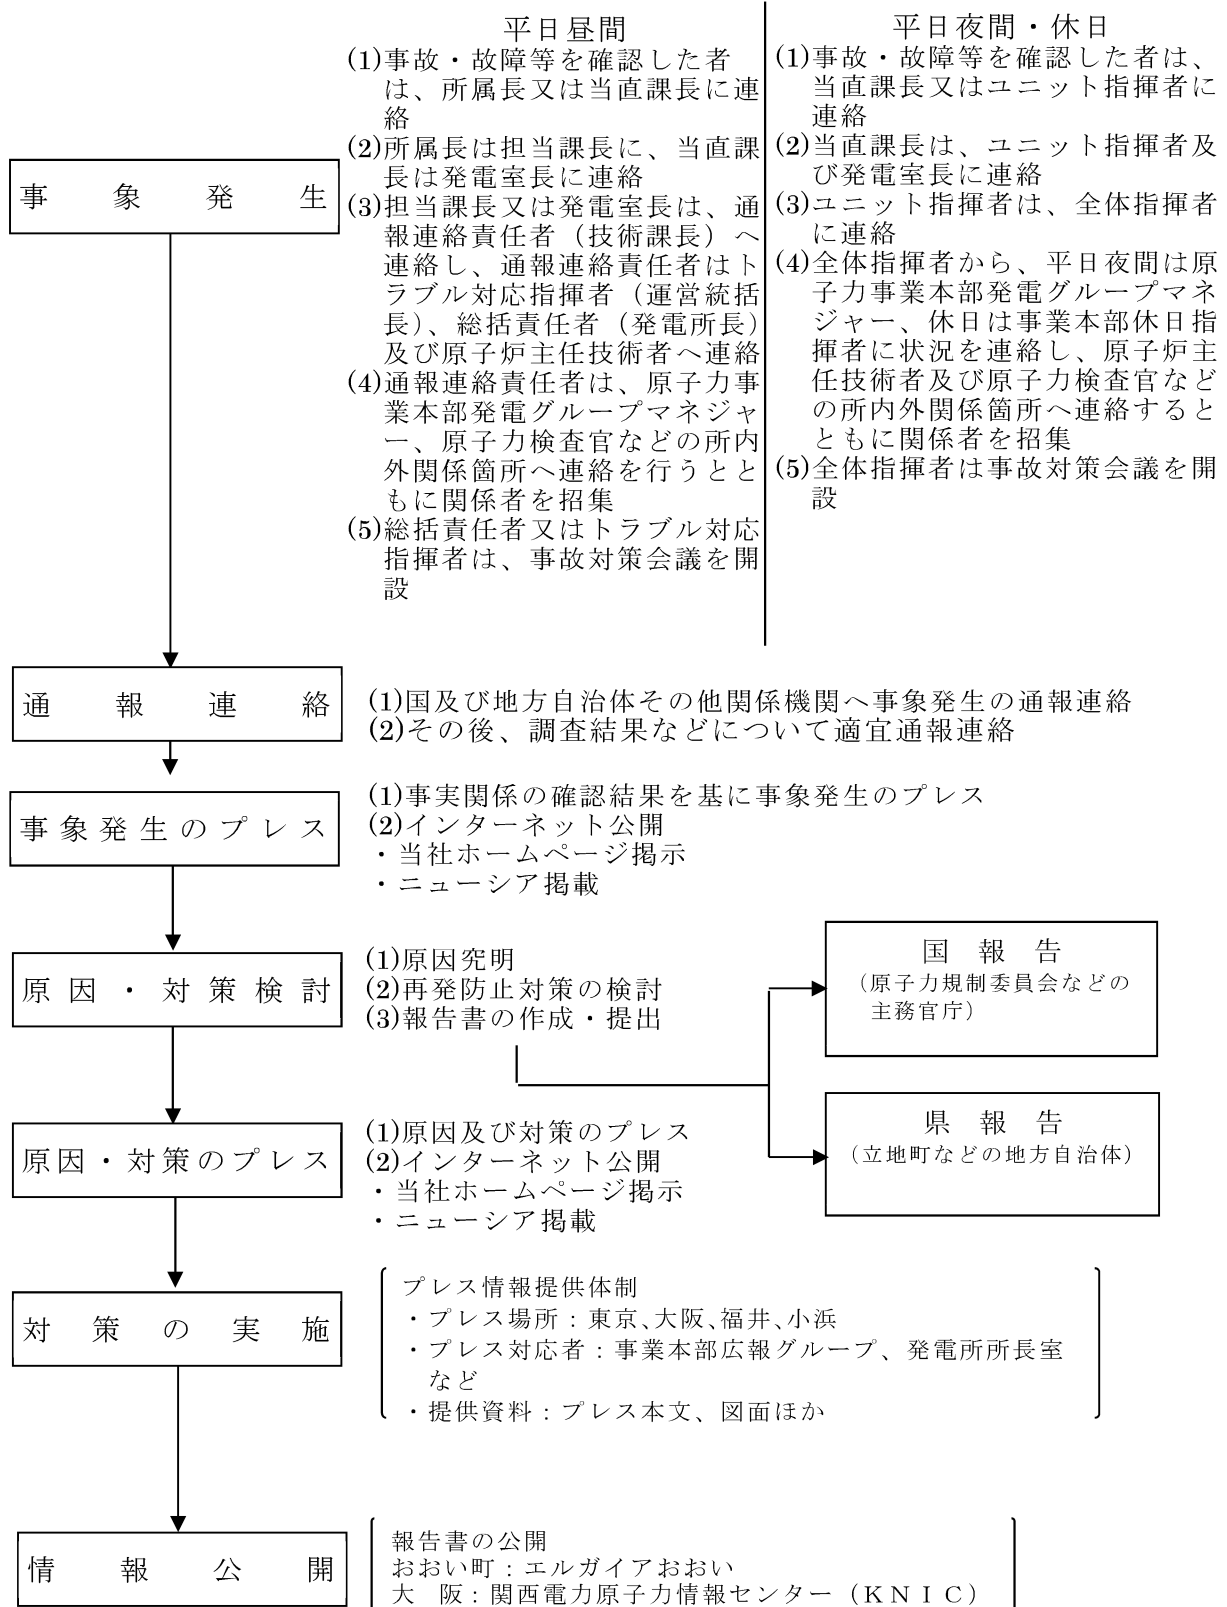 平日昼間
(1)事故・故障等を確認した者
は、所属長又は当直課長に連
絡
(2)所属長は担当課長に、当直課
長は発電室長に連絡
(3)担当課長又は発電室長は、通
報連絡責任者（技術課長）へ
連絡し、通報連絡責任者はト
ラブル対応指揮者（運営統括
長）、総括責任者（発電所長）
及び原子炉主任技術者へ連絡
(4)通報連絡責任者は、原子力事
業本部発電グループマネジャ
ー、原子力検査官などの所内
外関係箇所へ連絡を行うとと
もに関係者を招集
(5)総括責任者又はトラブル対応
指揮者は、事故対策会議を開
設
平日夜間・休日
(1)事故・故障等を確認した者は、
当直課長又はユニット指揮者に
連絡
(2)当直課長は、ユニット指揮者及
び発電室長に連絡
(3)ユニット指揮者は、全体指揮者
に連絡
(4)全体指揮者から、平日夜間は原
子力事業本部発電グループマネ
ジャー、休日は事業本部休日指
揮者に状況を連絡し、原子炉主
任技術者及び原子力検査官など
の所内外関係箇所へ連絡すると
ともに関係者を招集
(5)全体指揮者は事故対策会議を開
設
事象発生
通報連絡
(1)国及び地方自治体その他関係機関へ事象発生の通報連絡
(2)その後、調査結果などについて適宜通報連絡
事象発生のプレス
(1)事実関係の確認結果を基に事象発生のプレス
(2)インターネット公開
・当社ホームページ掲示
・ニューシア掲載
原因・対策検討
(1)原因究明
(2)再発防止対策の検討
(3)報告書の作成・提出
国報告
（原子力規制委員会などの
主務官庁）
県報告
（立地町などの地方自治体）
原因・対策のプレス
(1)原因及び対策のプレス
(2)インターネット公開
・当社ホームページ掲示
・ニューシア掲載
対策の実施
プレス情報提供体制
・プレス場所：東京、大阪、福井、小浜
・プレス対応者：事業本部広報グループ、発電所所長室
など
・提供資料：プレス本文、図面ほか
情報公開
報告書の公開
おおい町：エルガイアおおい
大　阪：関西電力原子力情報センター（ＫＮＩＣ）